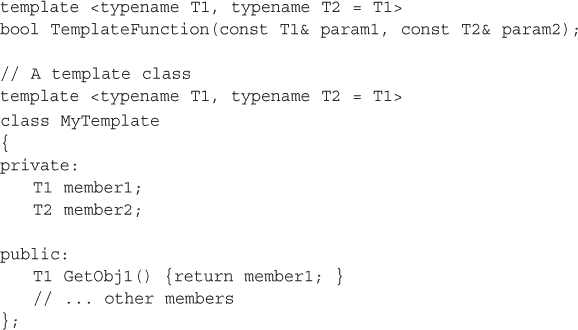 template <typename T1, typename T2 = T1>
bool TemplateFunction(const T1& param1, const T2& param2);

// A template class
template <typename T1, typename T2 = T1>
class MyTemplate
{
private:
    T1 member1;
    T2 member2;

public:
    T1 GetObj1() {return member1; }
    // ... other members
};